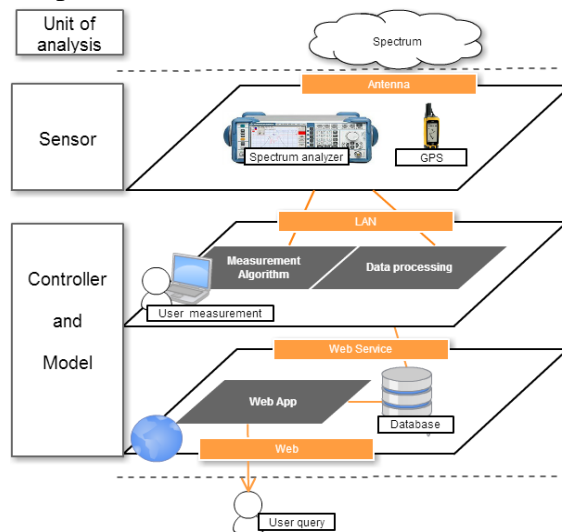 Unit of
analysis
Spectrum
Antenna
Sensor
Spectrum analyzer
GPS
LAN
Measurement
Algorithm
Data processing
Controller
and
Model
User measurement
Web Service
Web App
Database
Web
User query